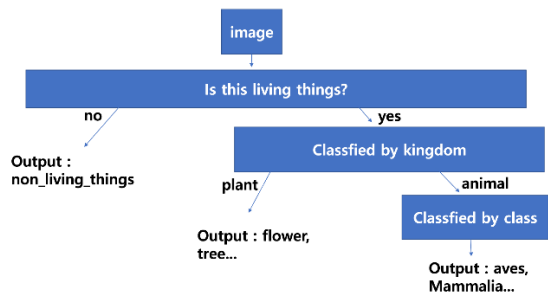 image
Is this living things?
no
yes
Output :
non_living_things
Classfied by kingdom
plant
animal
Output : flower,
tree...
Classfied by class
Output : aves,
Mammalia...